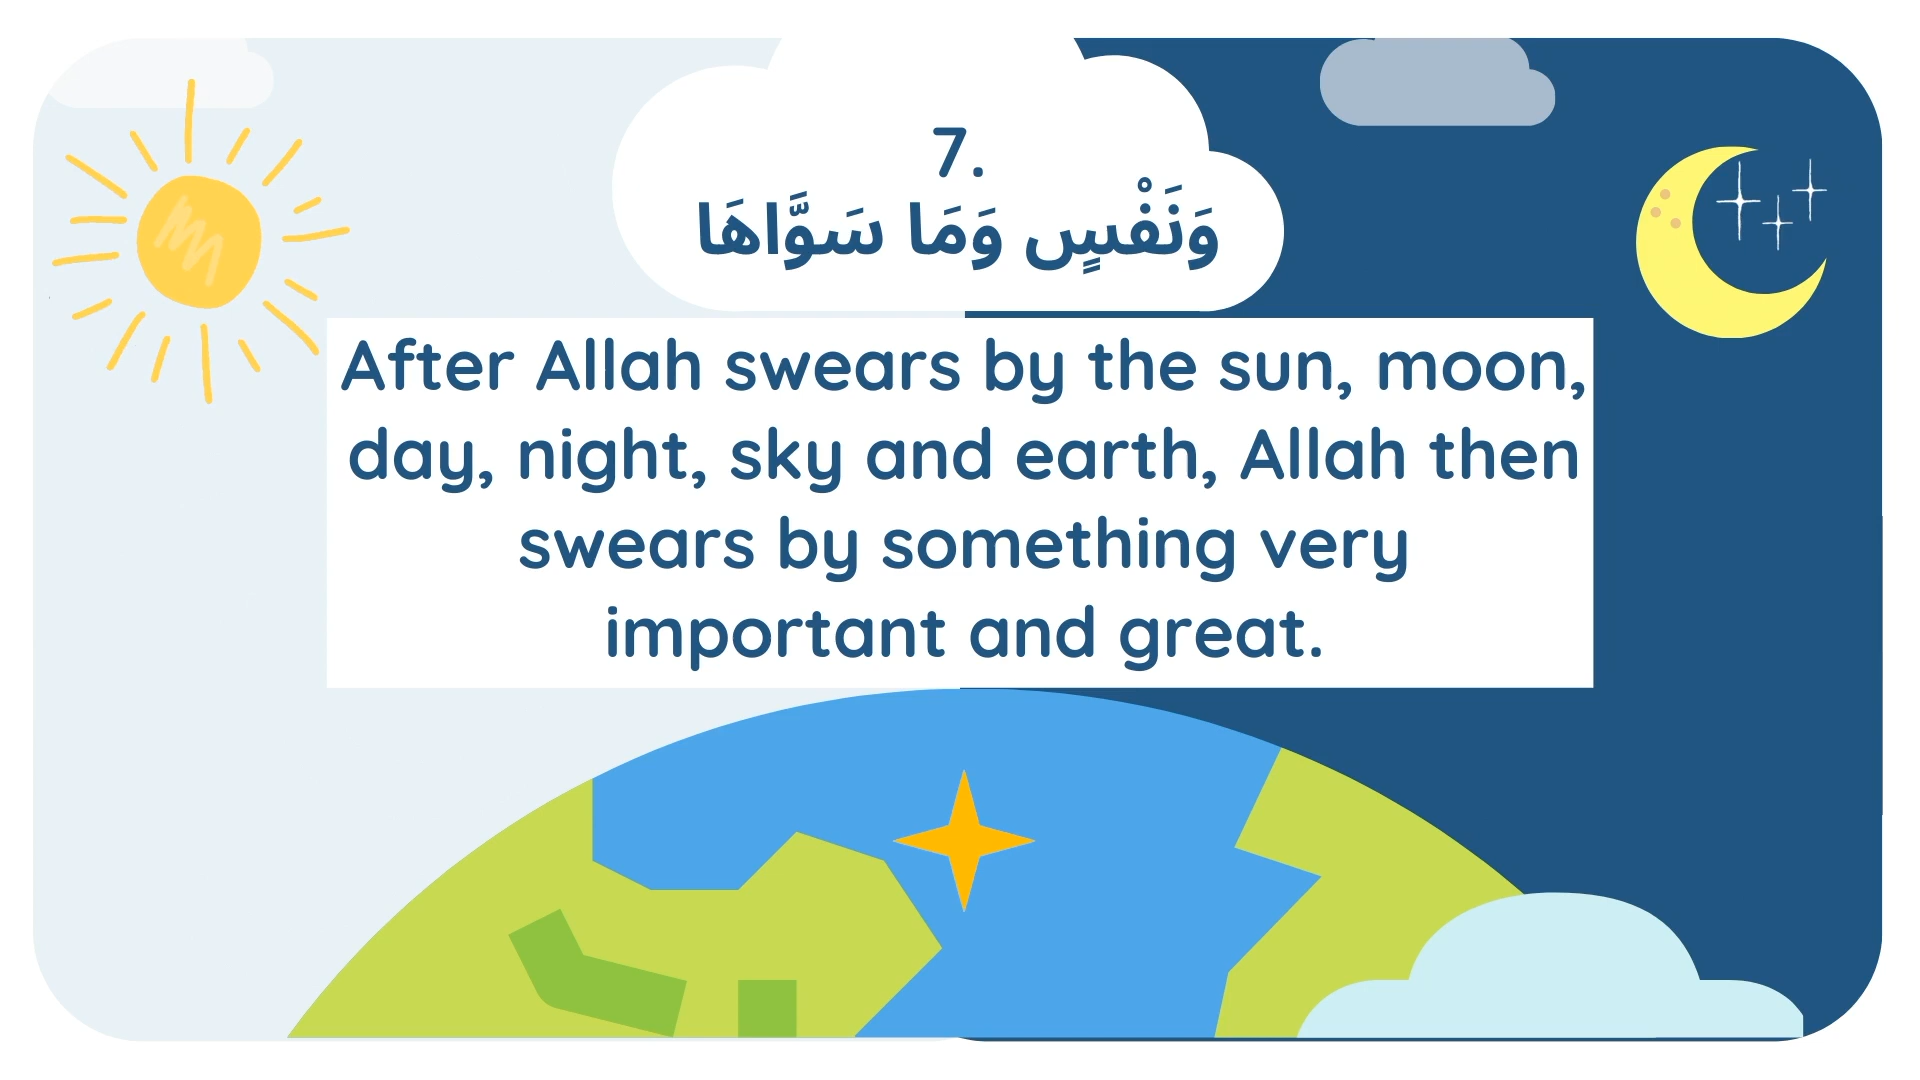 7.
وَنَفْسٍ وَمَا سَوَّاهَا
After Allah swears by the sun, moon,
day, night, sky and earth, Allah then
swears by something very
important and great.